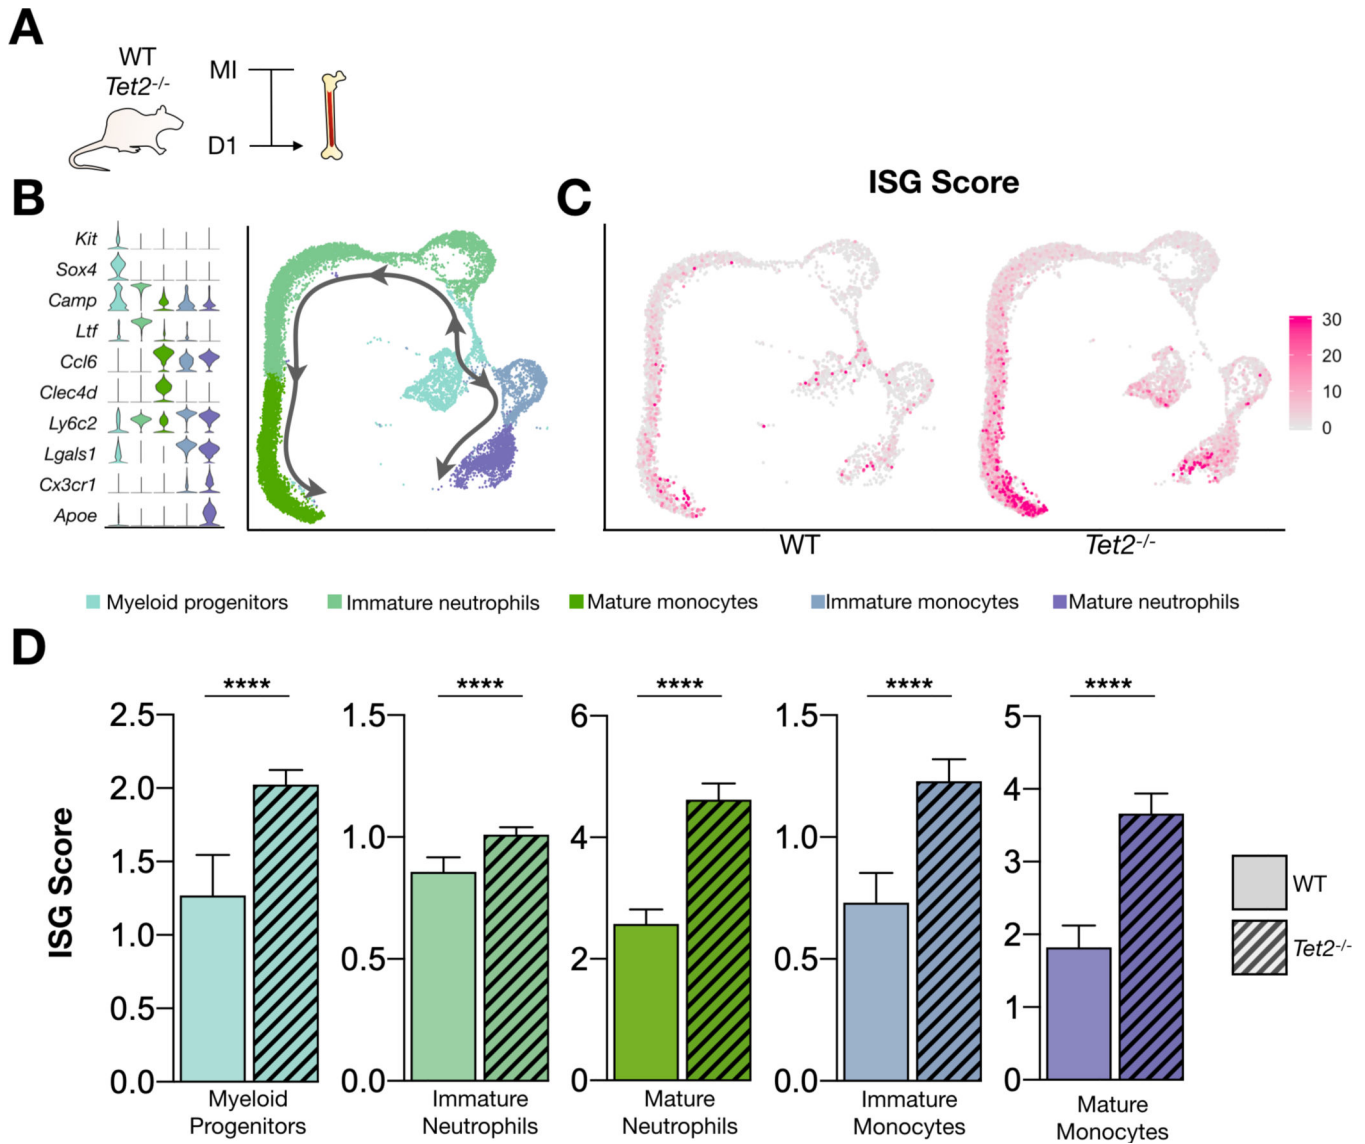 A
WT
Tet2-/-
MI
D1
B
Kit
Sox4
Camp
Ltf
Ccl6
Clec4d
Ly6c2
Lgals1
Cx3cr1
Apoe
C
ISG Score
30
20
10
0
WT
Tet2-/-
Myeloid progenitors
Immature neutrophils
Mature monocytes
Immature monocytes
Mature neutrophils
D
ISG Score
****
2.5
2.0
1.5
1.0
0.5
0.0
Myeloid
Progenitors
****
1.5
1.0
0.5
0.0
Immature
Neutrophils
****
6
4
2
0
Mature
Neutrophils
****
1.5
1.0
0.5
0.0
Immature
Monocytes
****
5
4
3
2
1
0
Mature
Monocytes
WT
Tet2-/-